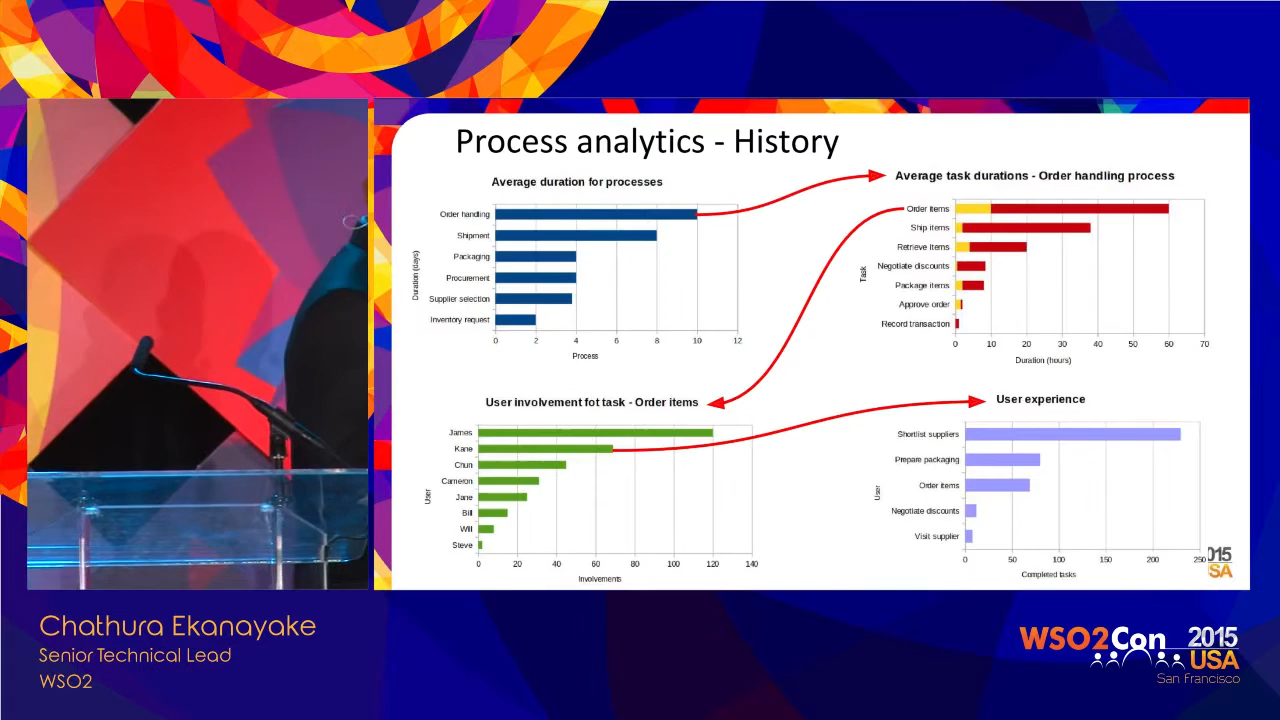 Process analytics - History
Average duration for processes
Duration (days)
Order handling
Shipment
Packaging
Procurement
Supplier selection
Inventory request
0 2 4 6 8 10 12
Process
Average task durations - Order handling process
Task
Order items
Ship items
Retrieve items
Negotiate discounts
Package items
Approve order
Record transaction
0 10 20 30 40 50 60 70
Duration (hours)
User involvement fot task - Order items
User
James
Kane
Chun
Cameron
Jane
Bill
Will
Steve
0 20 40 60 80 100 120 140
Involvements
User experience
User
Shortlist suppliers
Prepare packaging
Order items
Negotiate discounts
Visit supplier
0 50 100 150 200 250
Completed tasks
015
SA
Chathura Ekanayake
Senior Technical Lead
WSO2
WSO2Con 2015
USA
San Francisco